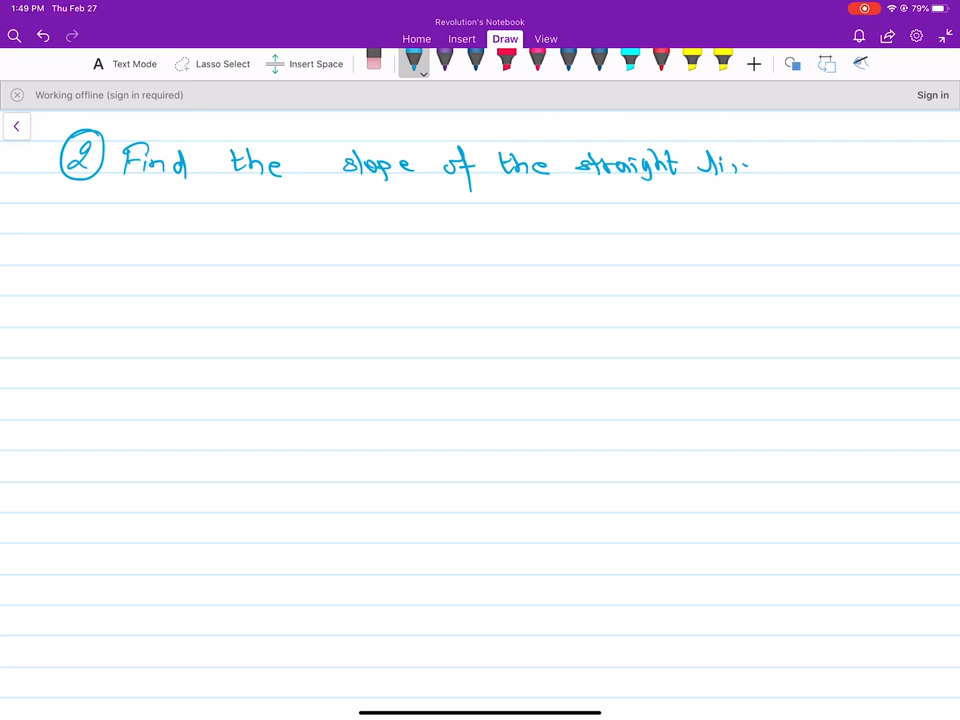 1:49 PM Thu Feb 27 79%
Revolution's Notebook
Home Insert Draw View
A Text Mode Lasso Select Insert Space
Working offline (sign in required) Sign in
2 Find the slope of the straight